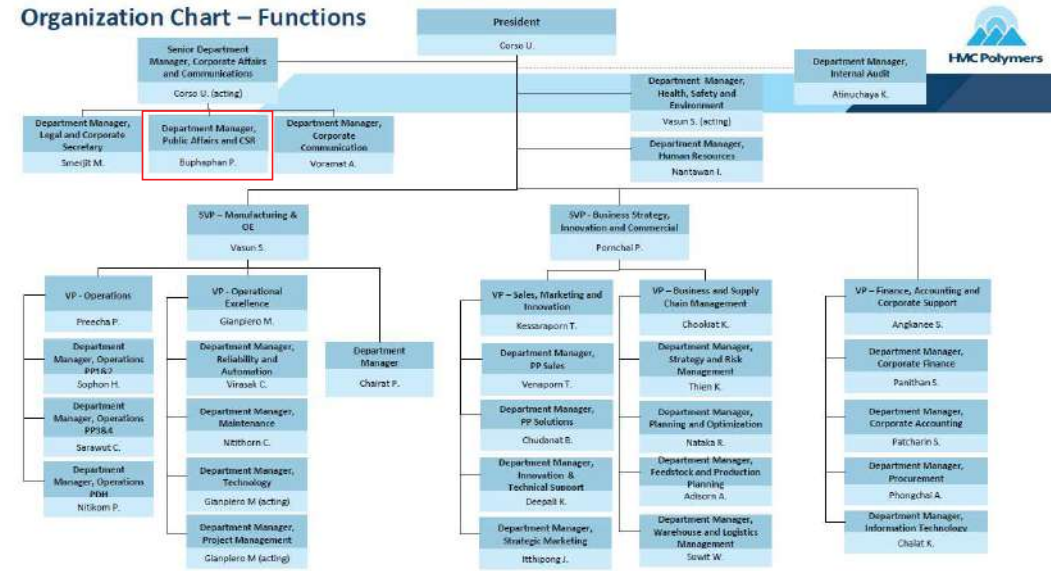 Organization Chart – Functions
President
Corso U.
HMC Polymers
Senior Department
Manager, Corporate Affairs
and Communications
Corso U. (acting)
Department Manager,
Internal Audit
Atinuchaya K.
Department Manager,
Health, Safety and
Environment
Vasun S. (acting)
Department Manager,
Legal and Corporate
Secretary
Smerjit M.
Department Manager,
Public Affairs and CSR
Buphaphan P.
Department Manager,
Corporate
Communication
Voramat A.
Department Manager,
Human Resources
Nantawan I.
SVP – Manufacturing &
OE
Vasun S.
SVP - Business Strategy,
Innovation and Commercial
Pornchai P.
VP - Operations
Preecha P.
VP - Operational
Excellence
Gianpiero M.
VP – Sales, Marketing and
Innovation
Kessaraporn T.
VP – Business and Supply
Chain Management
Chooksat K.
VP – Finance, Accounting and
Corporate Support
Angkanee S.
Department
Manager, Operations
PP1&2
Sophon H.
Department Manager,
Reliability and
Automation
Virasak C.
Department
Manager
Chairat P.
Department Manager,
PP Sales
Venaporn T.
Department Manager,
Strategy and Risk
Management
Thien K.
Department Manager,
Corporate Finance
Panithan S.
Department
Manager, Operations
PP3&4
Sarawut C.
Department Manager,
Maintenance
Nitithorn C.
Department Manager,
PP Solutions
Chudanat B.
Department Manager,
Planning and Optimization
Nataka R.
Department Manager,
Corporate Accounting
Patcharin S.
Department
Manager, Operations
PDH
Nitikom P.
Department Manager,
Technology
Gianpiero M (acting)
Department Manager,
Innovation &
Technical Support
Deepali K.
Department Manager,
Feedstock and Production
Planning
Adisorn A.
Department Manager,
Procurement
Phongchai A.
Department Manager,
Project Management
Gianpiero M (acting)
Department Manager,
Strategic Marketing
Itthipong J.
Department Manager,
Warehouse and Logistics
Management
Suwit W.
Department Manager,
Information Technology
Chalat K.